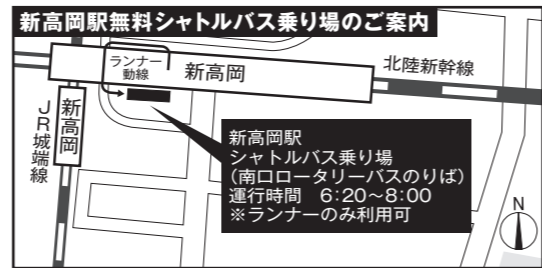 新高岡駅無料シャトルバス乗り場のご案内
ランナー
動線
新高岡
北陸新幹線
新高岡
JR城端線
新高岡駅
シャトルバス乗り場
（南口ロータリーバスのりば）
運行時間　6：20～8：00
※ランナーのみ利用可
N